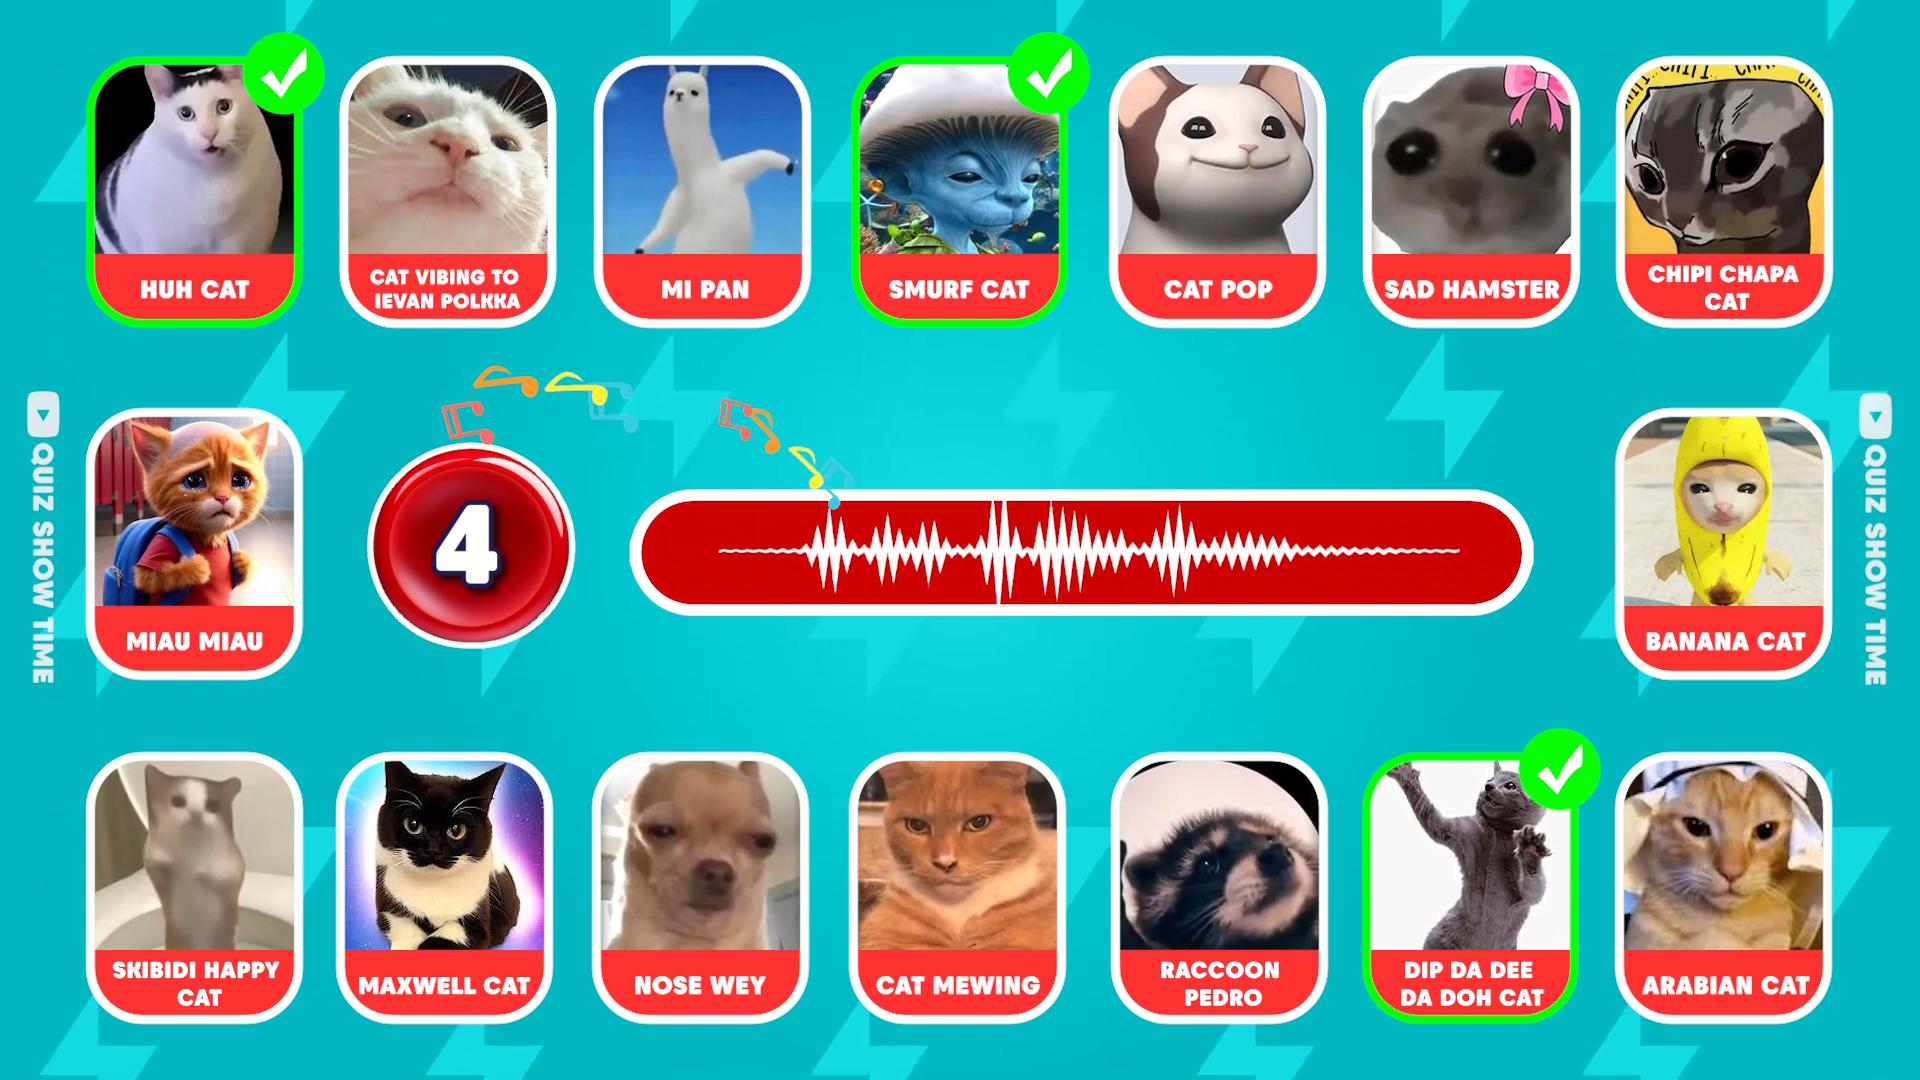 HUH CAT
CAT VIBING TO
IEVAN POLKKA
MI PAN
SMURF CAT
CAT POP
SAD HAMSTER
CHIPI CHAPA
CAT
QUIZ SHOW TIME
MIAU MIAU
4
BANANA CAT
QUIZ SHOW TIME
SKIBIDI HAPPY
CAT
MAXWELL CAT
NOSE WEY
CAT MEWING
RACCOON
PEDRO
DIP DA DEE
DA DOH CAT
ARABIAN CAT